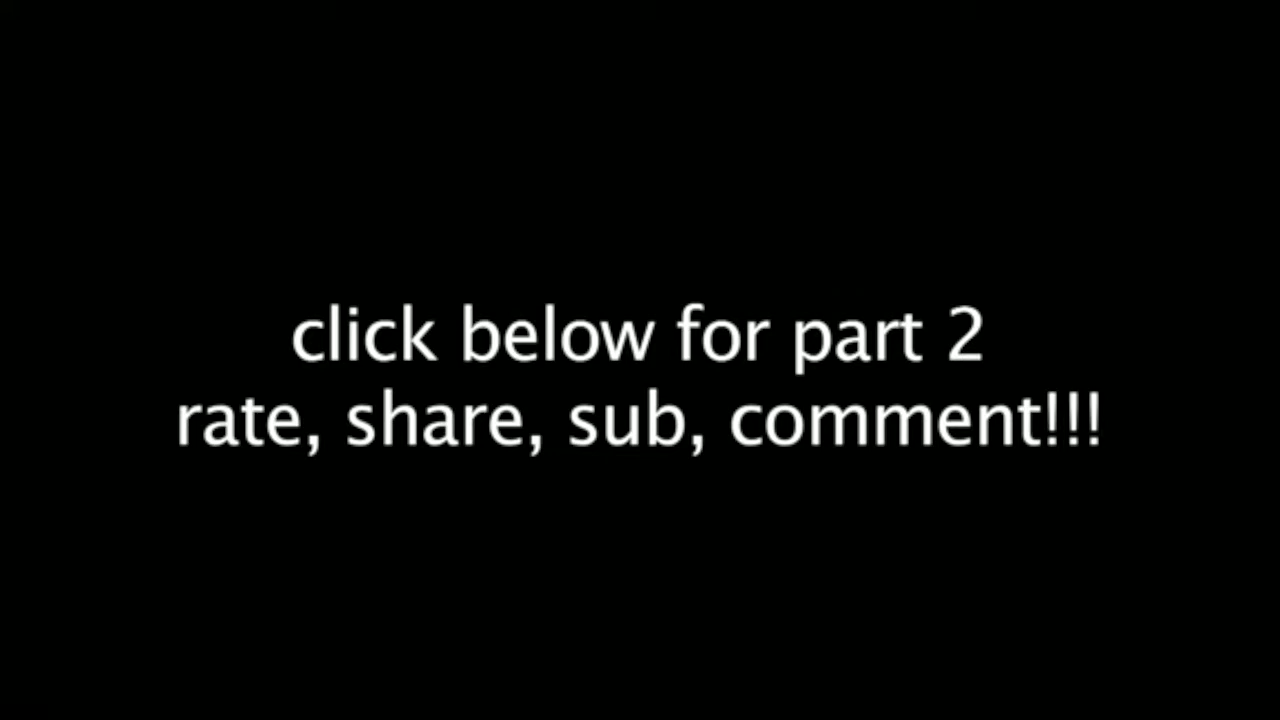 click below for part 2
rate, share, sub, comment!!!